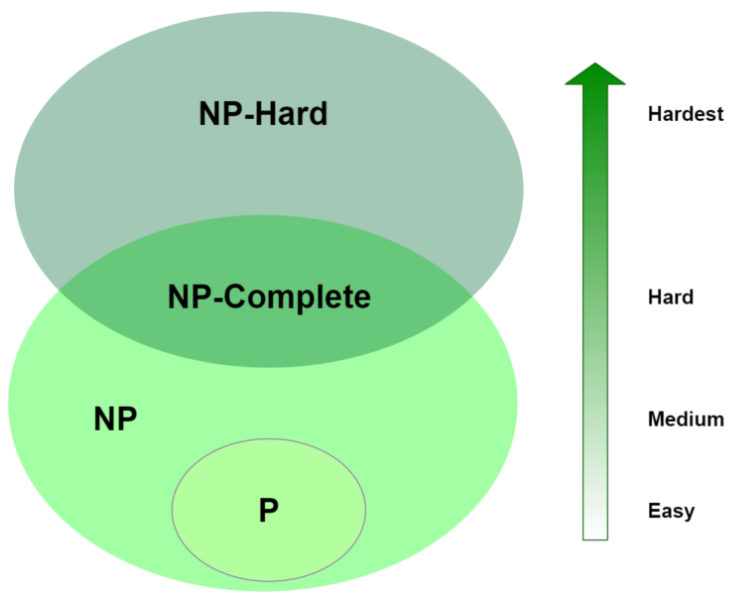 NP-Hard
Hardest
NP-Complete
Hard
NP
Medium
P
Easy